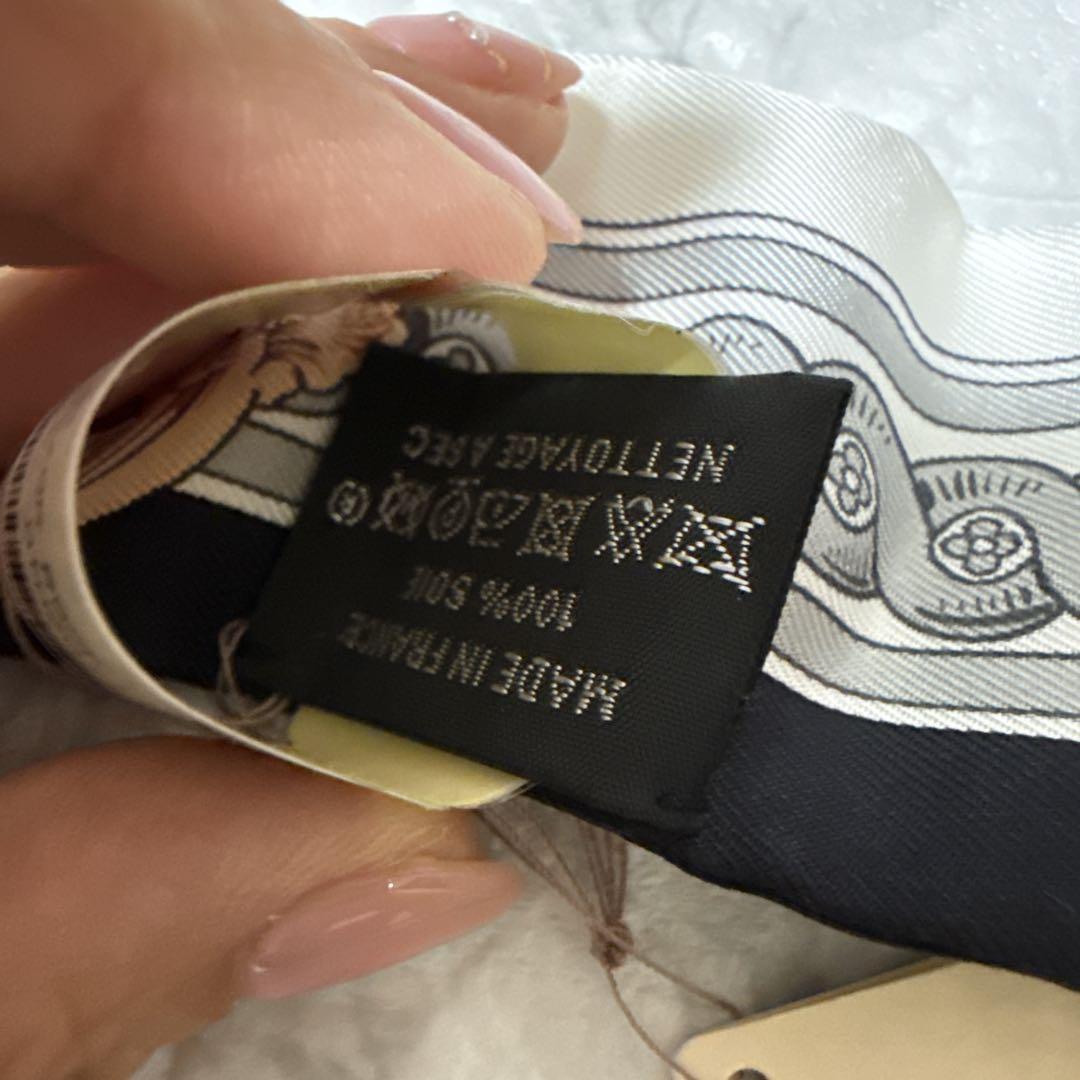 MADE IN FRANCE
100% SOIE
NETTOYAGE A SEC